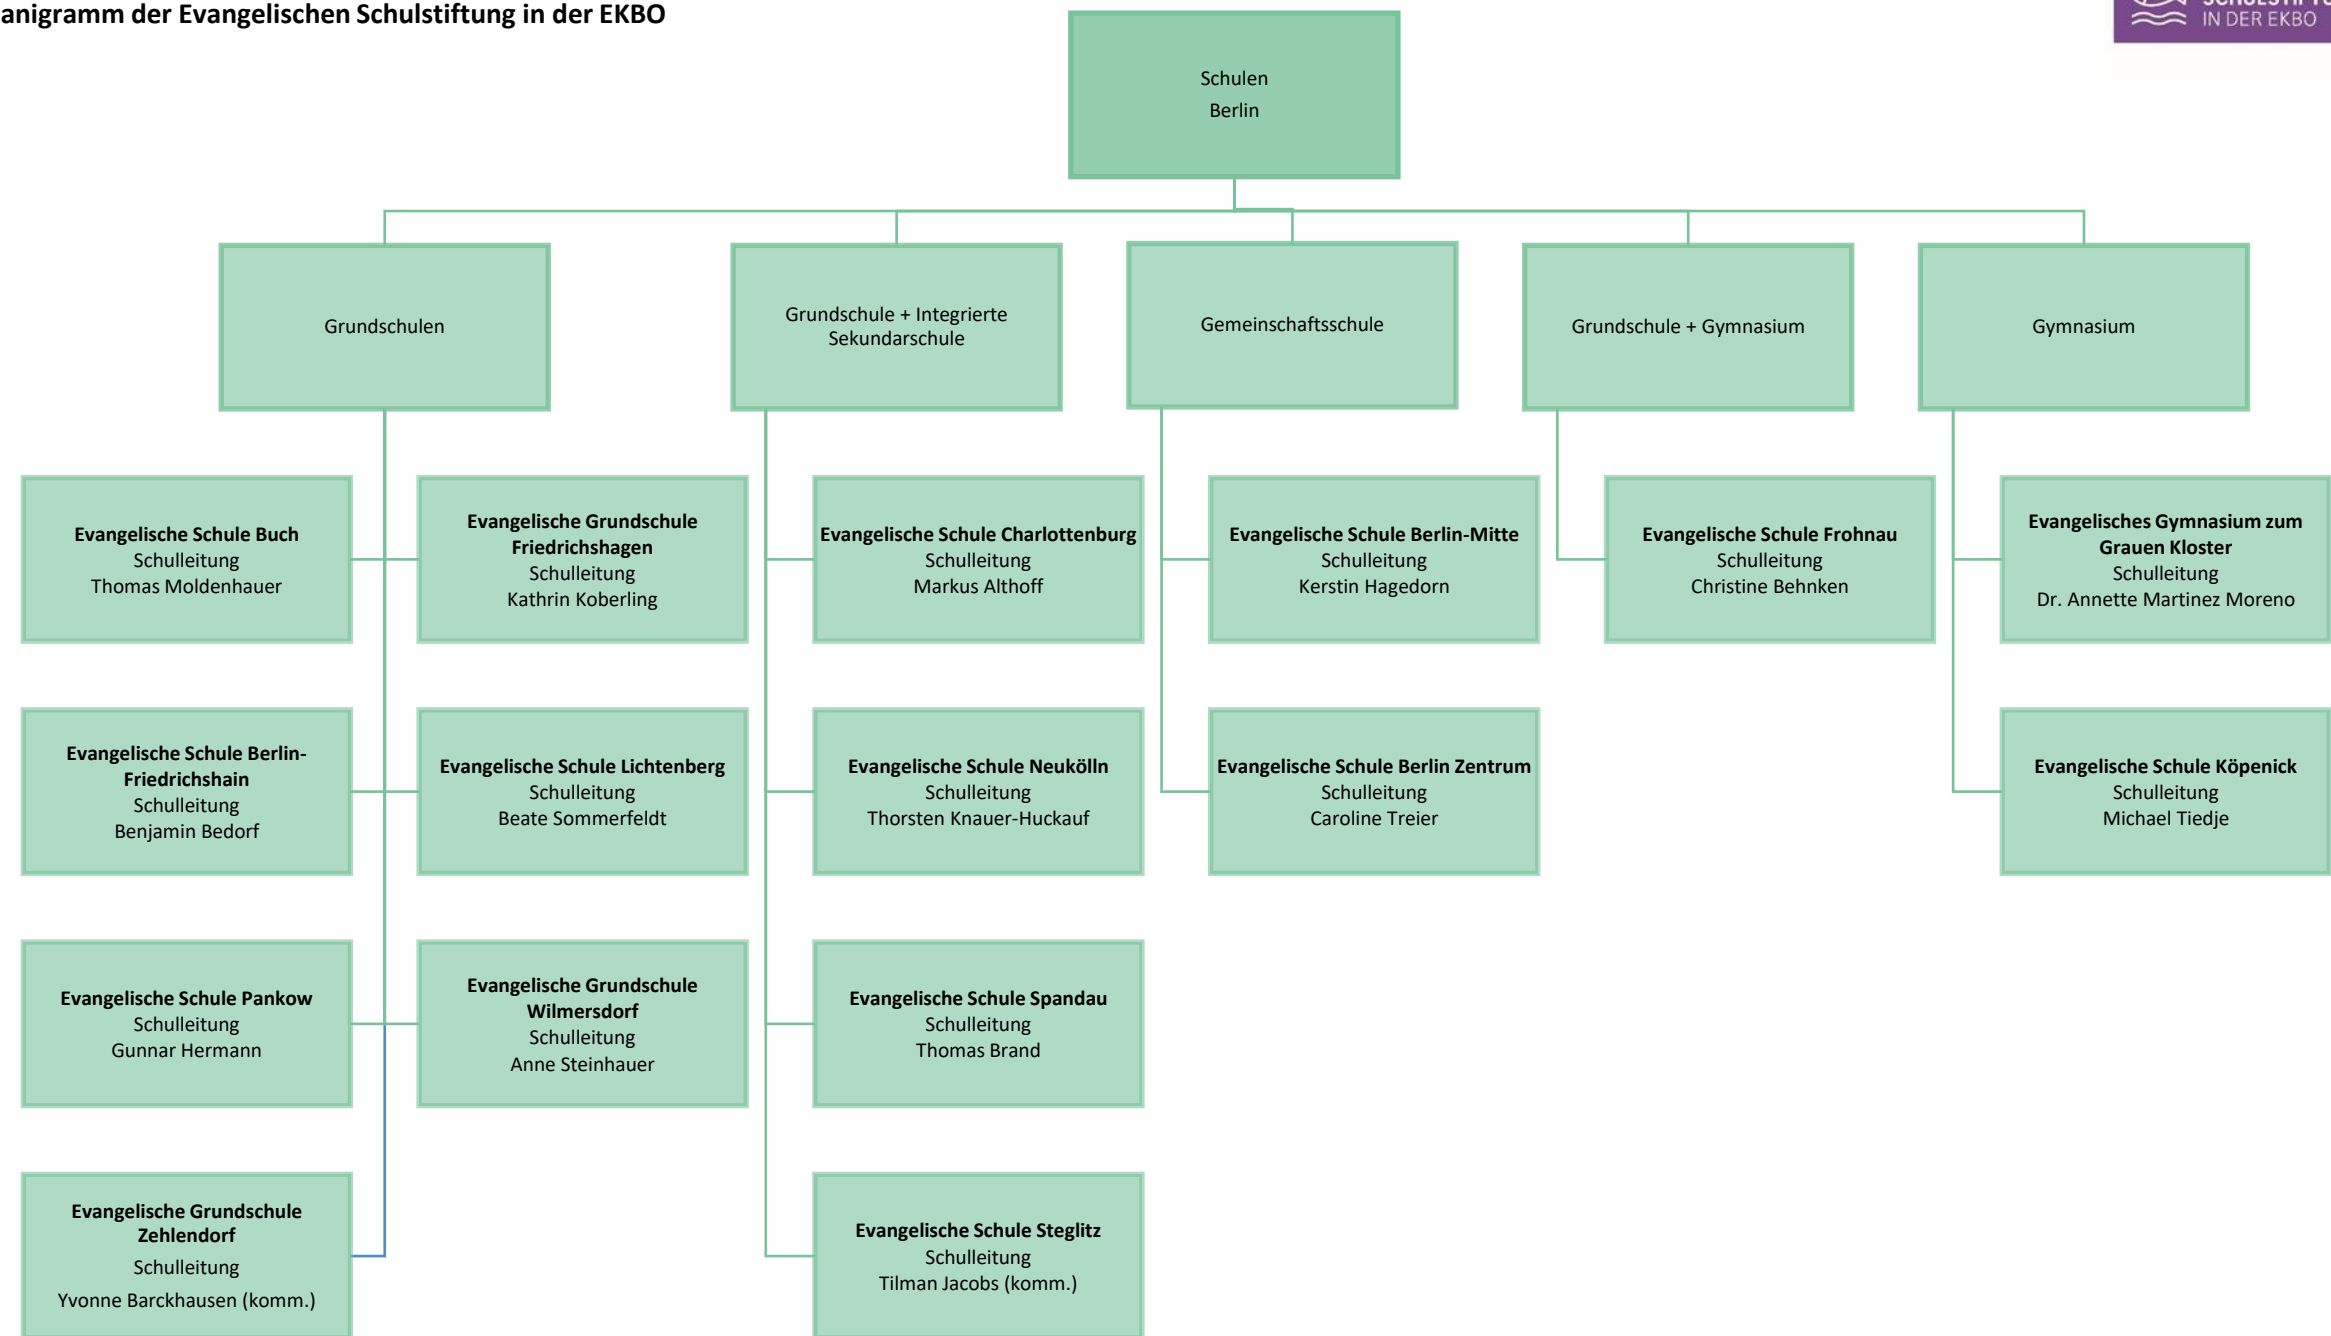 anigramm der Evangelischen Schulstiftung in der EKBO
IN DER EKBO
Schulen
Berlin
Grundschulen
Grundschule + Integrierte
Sekundarschule
Gemeinschaftsschule
Grundschule + Gymnasium
Gymnasium
Evangelische Schule Buch
Schulleitung
Thomas Moldenhauer
Evangelische Grundschule
Friedrichshagen
Schulleitung
Kathrin Koberling
Evangelische Schule Charlottenburg
Schulleitung
Markus Althoff
Evangelische Schule Berlin-Mitte
Schulleitung
Kerstin Hagedorn
Evangelische Schule Frohnau
Schulleitung
Christine Behnken
Evangelisches Gymnasium zum
Grauen Kloster
Schulleitung
Dr. Annette Martinez Moreno
Evangelische Schule Berlin-
Friedrichshain
Schulleitung
Benjamin Bedorf
Evangelische Schule Lichtenberg
Schulleitung
Beate Sommerfeldt
Evangelische Schule Neukölln
Schulleitung
Thorsten Knauer-Huckauf
Evangelische Schule Berlin Zentrum
Schulleitung
Caroline Treier
Evangelische Schule Köpenick
Schulleitung
Michael Tiedje
Evangelische Schule Pankow
Schulleitung
Gunnar Hermann
Evangelische Grundschule
Wilmersdorf
Schulleitung
Anne Steinhauer
Evangelische Schule Spandau
Schulleitung
Thomas Brand
Evangelische Grundschule
Zehlendorf
Schulleitung
Yvonne Barckhausen (komm.)
Evangelische Schule Steglitz
Schulleitung
Tilman Jacobs (komm.)